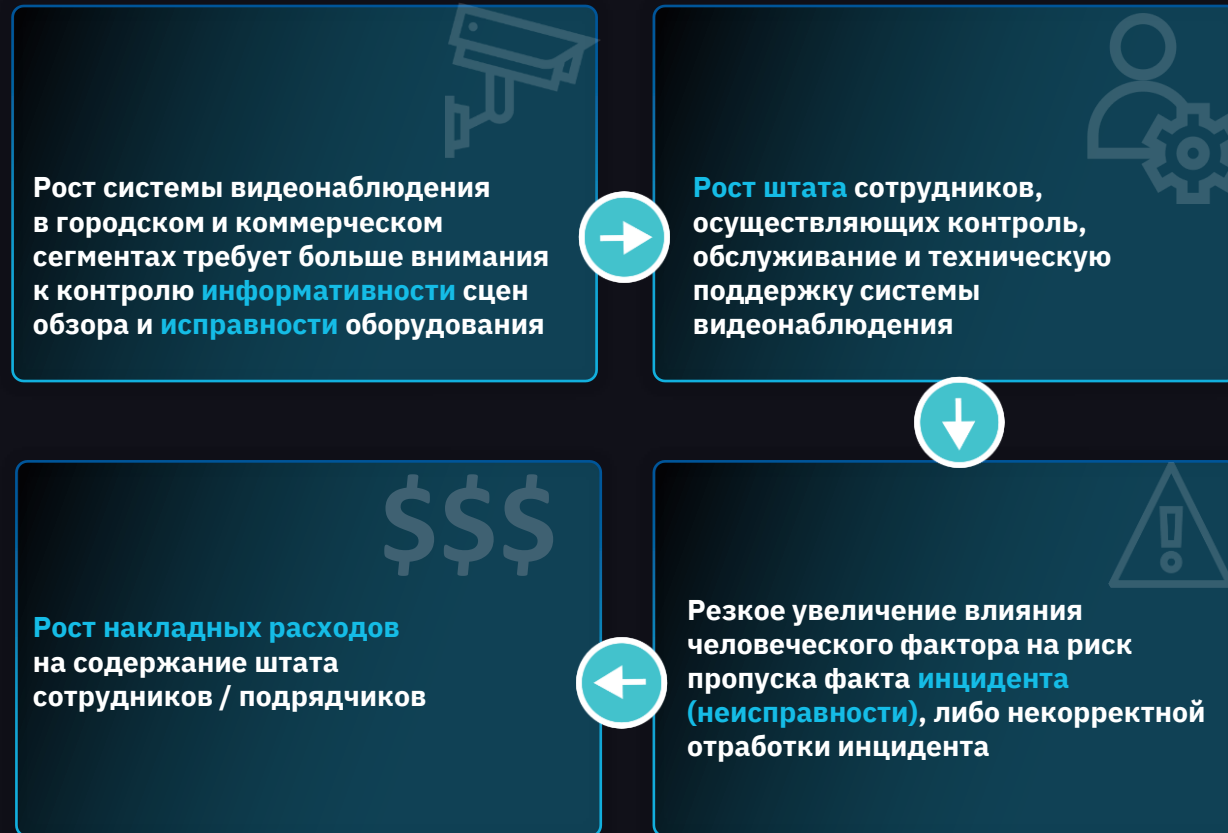 Рост системы видеонаблюдения
в городском и коммерческом
сегментах требует больше внимания
к контролю информативности сцен
обзора и исправности оборудования
Рост штата сотрудников,
осуществляющих контроль,
обслуживание и техническую
поддержку системы
видеонаблюдения
Резкое увеличение влияния
человеческого фактора на риск
пропуска факта инцидента
(неисправности), либо некорректной
отработки инцидента
$$$
Рост накладных расходов
на содержание штата
сотрудников / подрядчиков